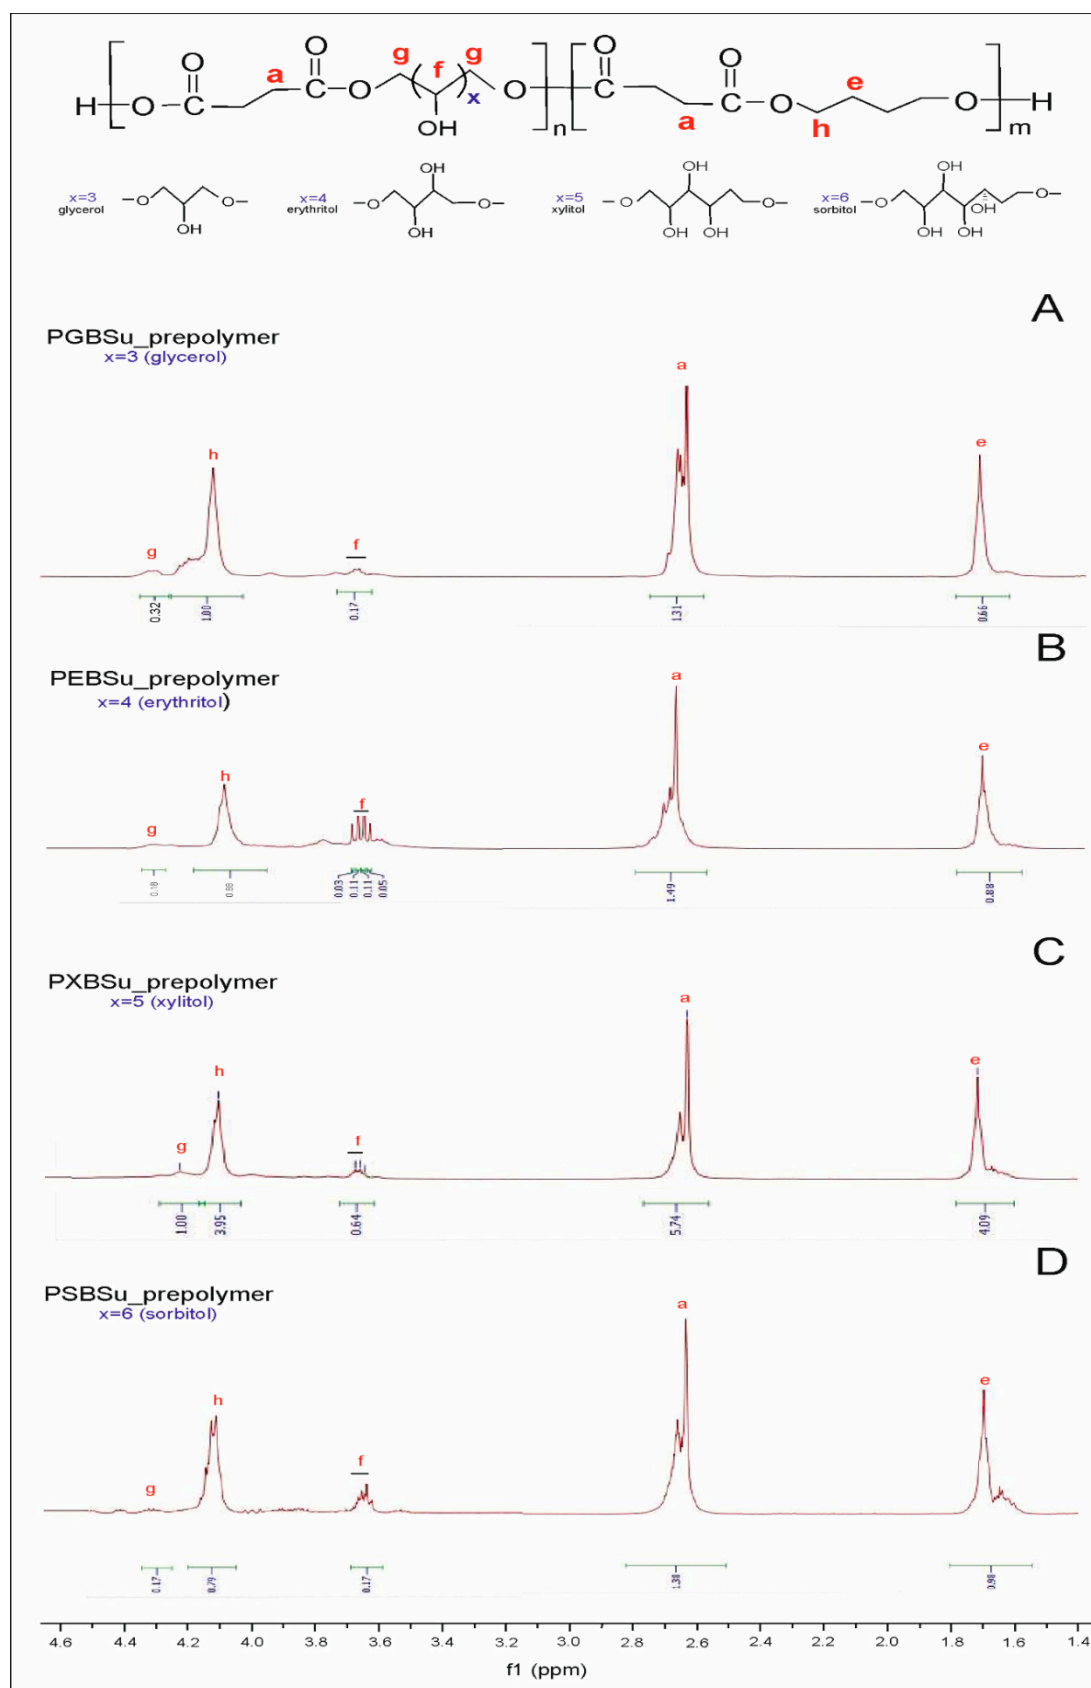 O O O O
g f g e
a
H O C C O x O C C O O H
OH n a h m
x=3
glycerol
O O
OH
x=4
erythritol
OH
O O
OH
x=5
xylitol
OH
O O
OH OH
x=6
sorbitol
OH
O O
OH
OH OH
A
PGBSu_prepolymer
x=3 (glycerol)
g h f a e
0.32 1.00 0.17 1.31 0.66
B
PEBSu_prepolymer
x=4 (erythritol)
g h f a e
0.18 0.88 0.03 0.11 0.11 0.05 1.49 0.88
C
PXBSu_prepolymer
x=5 (xylitol)
g h f a e
1.00 3.95 0.64 5.74 4.09
D
PSBSu_prepolymer
x=6 (sorbitol)
g h f a e
0.17 0.79 0.17 1.38 0.98
4.6 4.4 4.2 4.0 3.8 3.6 3.4 3.2 3.0 2.8 2.6 2.4 2.2 2.0 1.8 1.6 1.4
f1 (ppm)